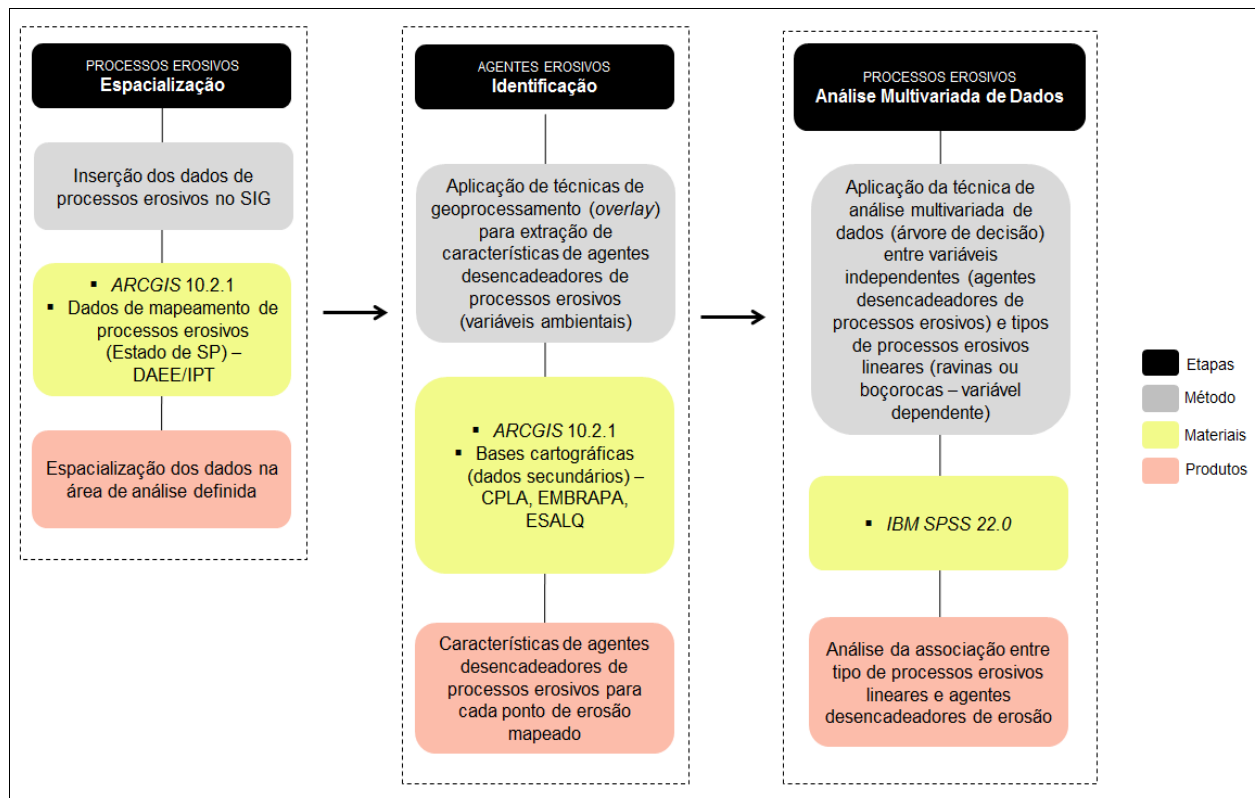 PROCESSOS EROSIVOS
Espacialização
Inserção dos dados de
processos erosivos no SIG
▪ ARCGIS 10.2.1
▪ Dados de mapeamento de
processos erosivos
(Estado de SP) –
DAEE/IPT
Espacialização dos dados na
área de análise definida
AGENTES EROSIVOS
Identificação
Aplicação de técnicas de
geoprocessamento (overlay)
para extração de
características de agentes
desencadeadores de
processos erosivos
(variáveis ambientais)
▪ ARCGIS 10.2.1
▪ Bases cartográficas
(dados secundários) –
CPLA, EMBRAPA,
ESALQ
Características de agentes
desencadeadores de
processos erosivos para
cada ponto de erosão
mapeado
PROCESSOS EROSIVOS
Análise Multivariada de Dados
Aplicação da técnica de
análise multivariada de
dados (árvore de decisão)
entre variáveis
independentes (agentes
desencadeadores de
processos erosivos) e tipos
de processos erosivos
lineares (ravinas ou
boçorocas – variável
dependente)
▪ IBM SPSS 22.0
Análise da associação entre
tipo de processos erosivos
lineares e agentes
desencadeadores de erosão
Etapas
Método
Materiais
Produtos